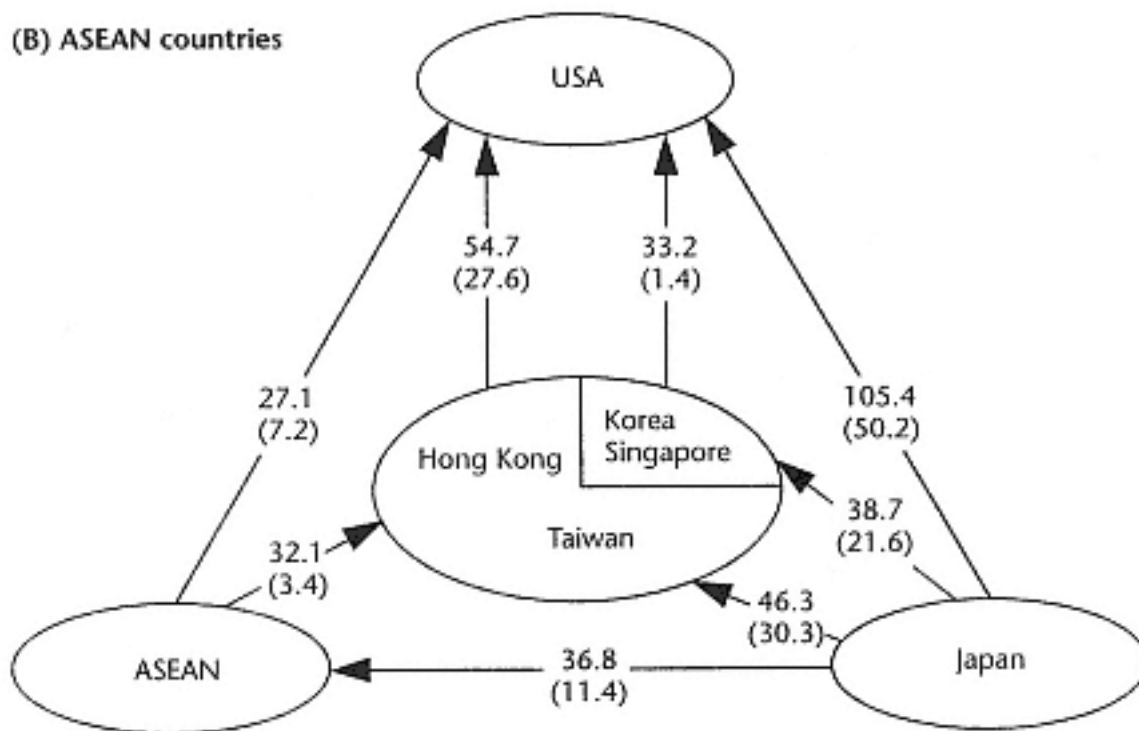 (B) ASEAN countries
USA
54.7
(27.6)
33.2
(1.4)
27.1
(7.2)
105.4
(50.2)
Hong Kong
Korea
Singapore
Taiwan
38.7
(21.6)
32.1
(3.4)
46.3
(30.3)
ASEAN
36.8
(11.4)
Japan